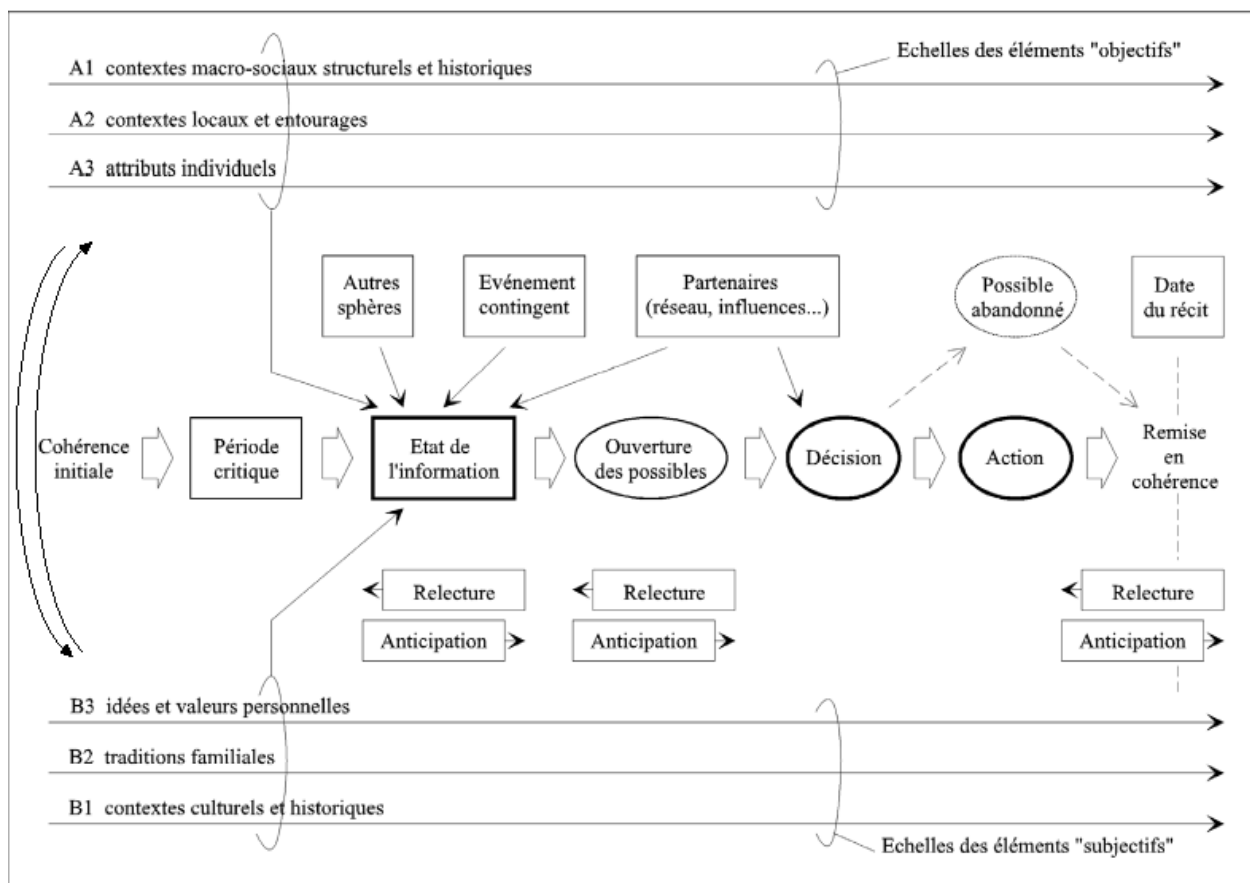 Echelles des éléments "objectifs"
A1 contextes macro-sociaux structurels et historiques
A2 contextes locaux et entourages
A3 attributs individuels
Autres
sphères
Evénement
contingent
Partenaires
(réseau, influences...)
Possible
abandonné
Date
du récit
Cohérence
initiale
Période
critique
Etat de
l'information
Ouverture
des possibles
Décision
Action
Remise
en
cohérence
Relecture
Anticipation
Relecture
Anticipation
Relecture
Anticipation
B3 idées et valeurs personnelles
B2 traditions familiales
B1 contextes culturels et historiques
Echelles des éléments "subjectifs"